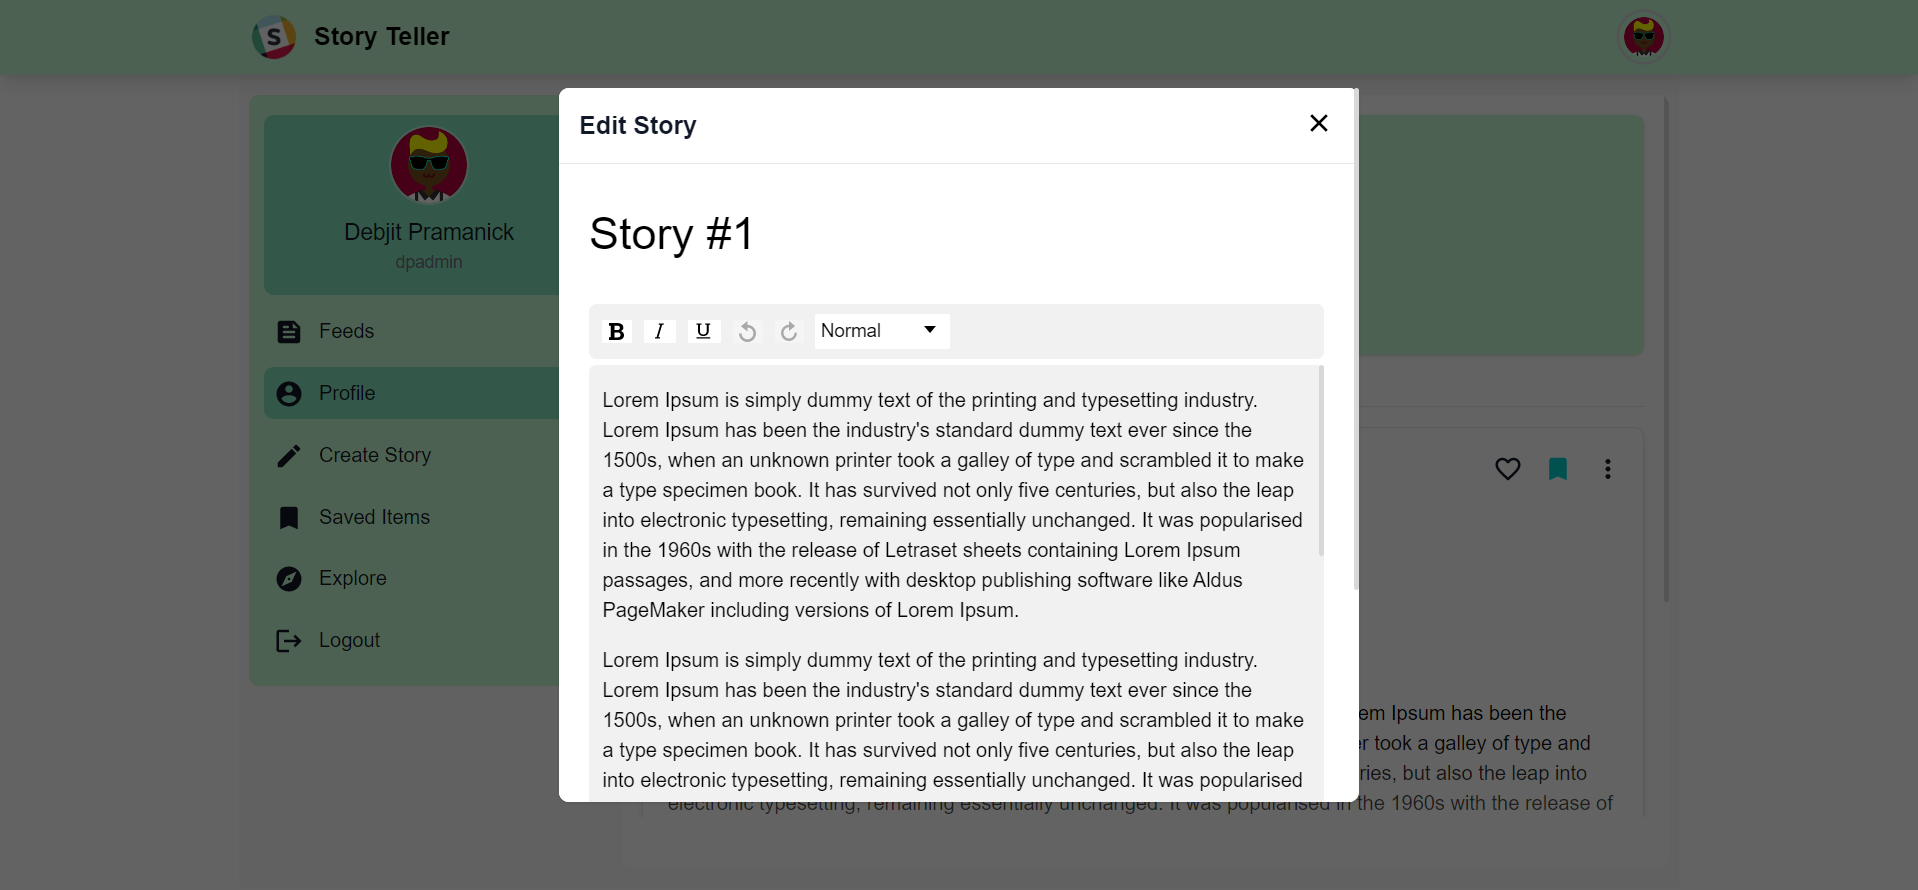 S
Story Teller
Debjit Pramanick
dpadmin
Feeds
Profile
Create Story
Saved Items
Explore
Logout
Edit Story
Story #1
B I U Normal
Lorem Ipsum is simply dummy text of the printing and typesetting industry.
Lorem Ipsum has been the industry's standard dummy text ever since the
1500s, when an unknown printer took a galley of type and scrambled it to make
a type specimen book. It has survived not only five centuries, but also the leap
into electronic typesetting, remaining essentially unchanged. It was popularised
in the 1960s with the release of Letraset sheets containing Lorem Ipsum
passages, and more recently with desktop publishing software like Aldus
PageMaker including versions of Lorem Ipsum.
Lorem Ipsum is simply dummy text of the printing and typesetting industry.
Lorem Ipsum has been the industry's standard dummy text ever since the
1500s, when an unknown printer took a galley of type and scrambled it to make
a type specimen book. It has survived not only five centuries, but also the leap
into electronic typesetting, remaining essentially unchanged. It was popularised
em Ipsum has been the
er took a galley of type and
ries, but also the leap into
electronic typesetting, remaining essentially unchanged. It was popularised in the 1960s with the release of